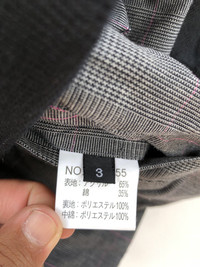 NO 55
3
表地：アクリル 65%
綿 35%
裏地：ポリエステル100%
中綿：ポリエステル100%